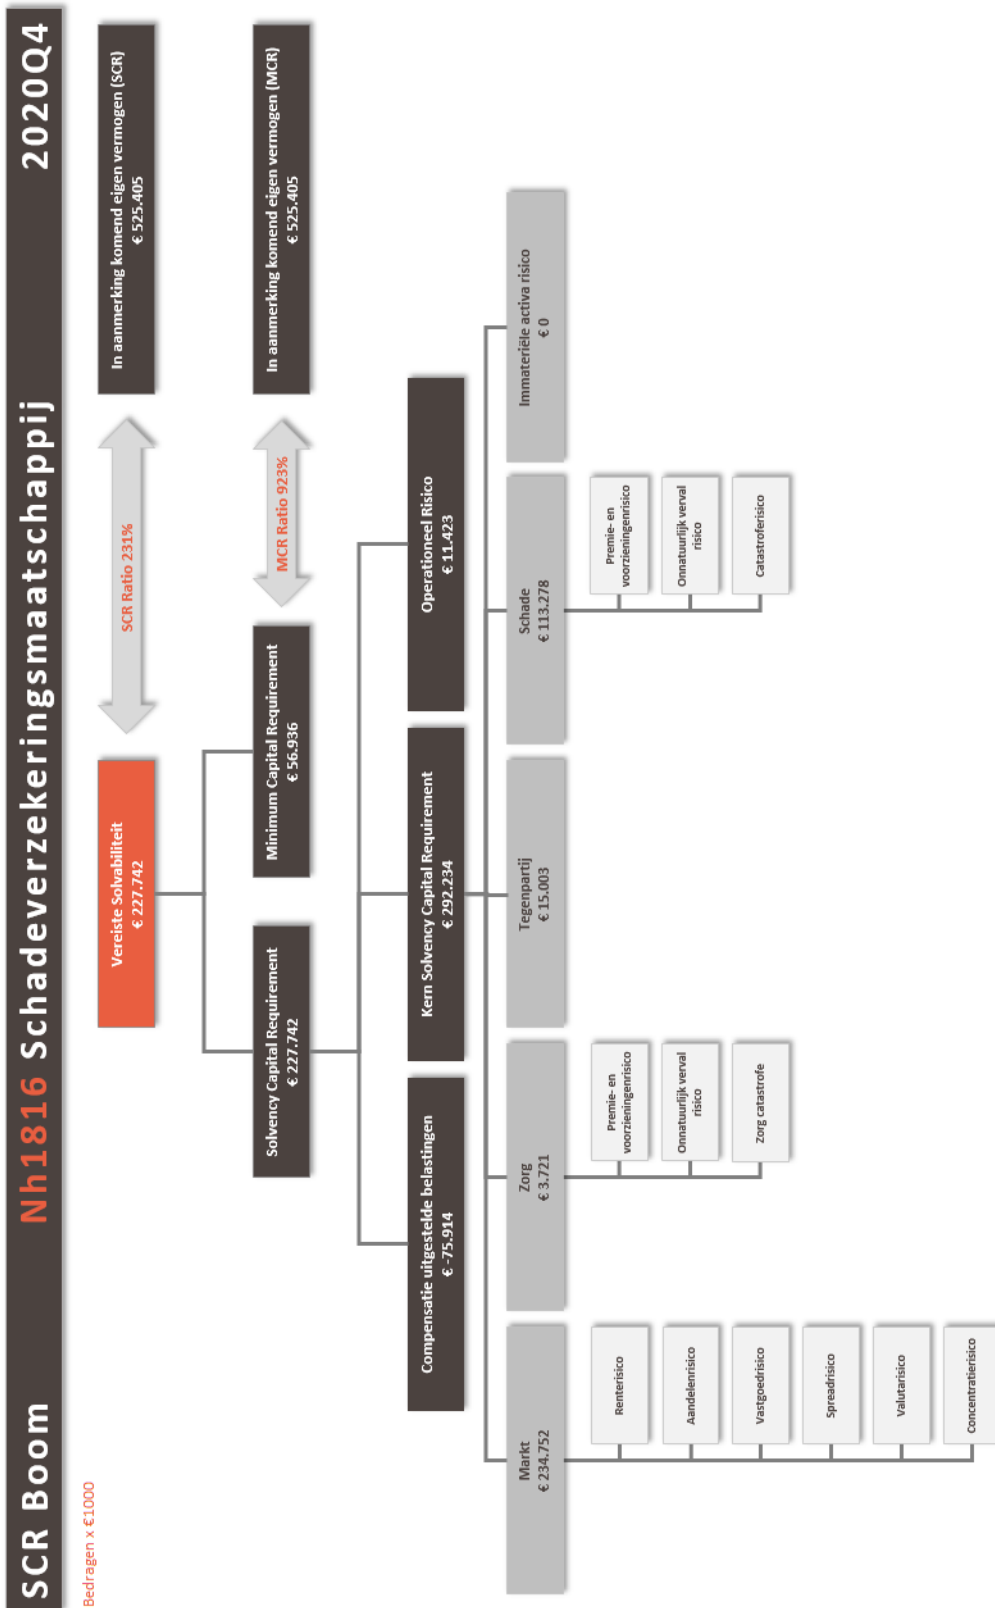 SCR Boom Nh1816 Schadeverzekeringsmaatschappij 2020Q4
Bedragen x €1000
Vereiste Solvabiliteit
€ 227.742
SCR Ratio 231%
In aanmerking komend eigen vermogen (SCR)
€ 525.405
Solvency Capital Requirement
€ 227.742
Minimum Capital Requirement
€ 56.936
MCR Ratio 923%
In aanmerking komend eigen vermogen (MCR)
€ 525.405
Compensatie uitgestelde belastingen
€ -75.914
Kern Solvency Capital Requirement
€ 292.234
Operationeel Risico
€ 11.423
Markt
€ 234.752
Zorg
€ 3.721
Tegenpartij
€ 15.003
Schade
€ 113.278
Immateriële activa risico
€ 0
Renterisico
Aandelenrisico
Vastgoedrisico
Spreadrisico
Valutarisico
Concentratierisico
Premie- en
voorzieningenrisico
Onnatuurlijk verval
risico
Zorg catastrofe
Premie- en
voorzieningenrisico
Onnatuurlijk verval
risico
Catastroferisico